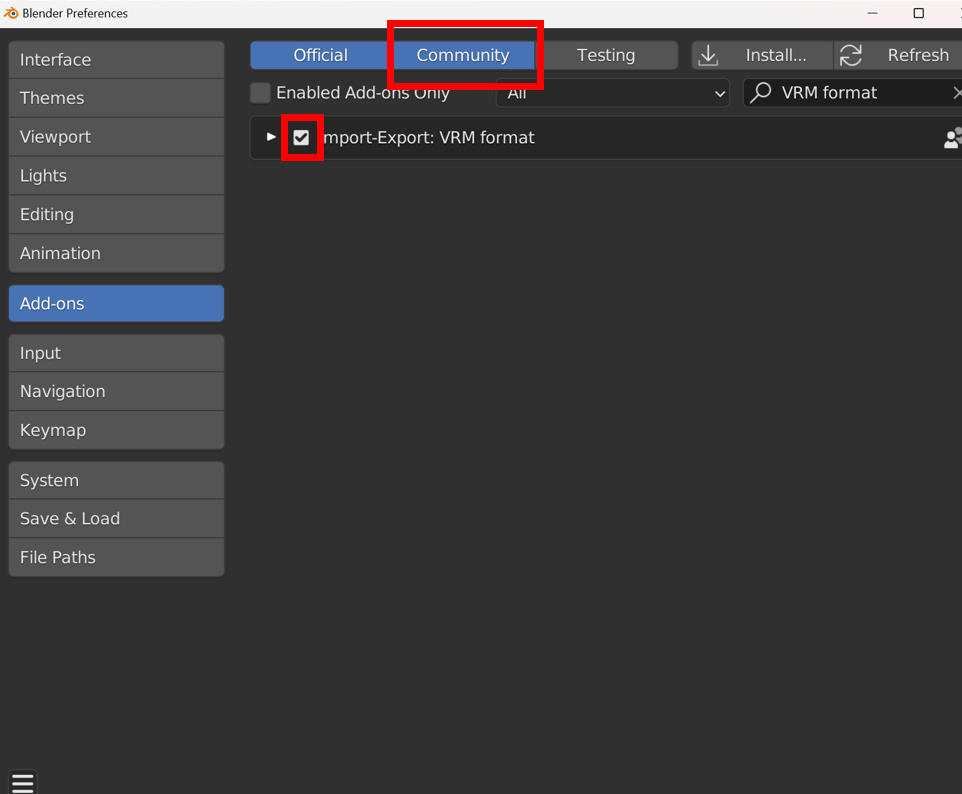 Blender Preferences
Interface
Themes
Viewport
Lights
Editing
Animation
Add-ons
Input
Navigation
Keymap
System
Save & Load
File Paths
Official Community Testing Install... Refresh
Enabled Add-ons Only All VRM format
mport-Export: VRM format